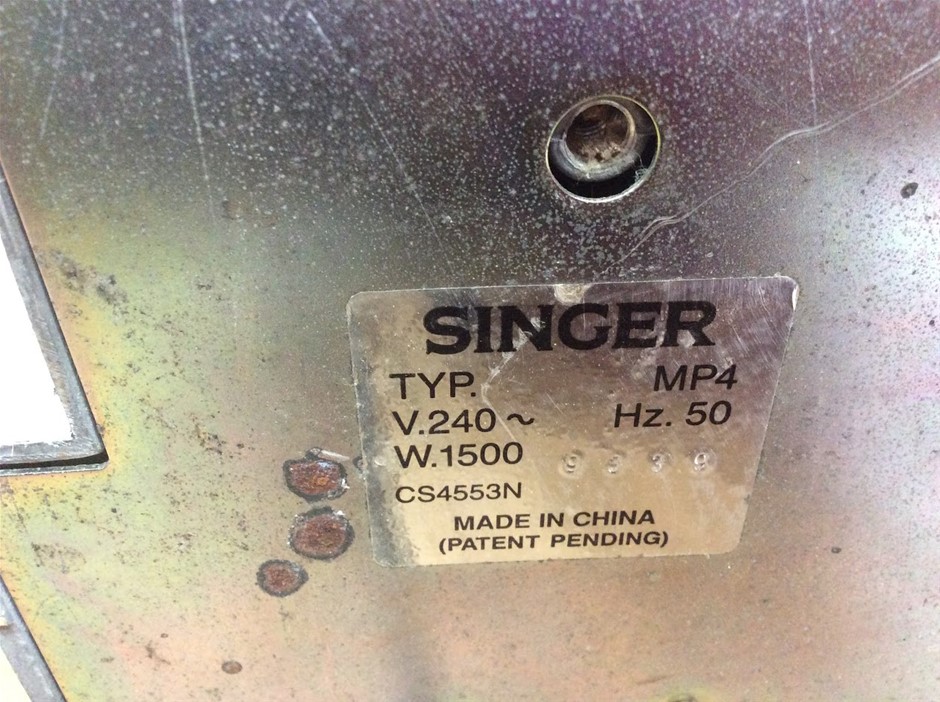 SINGER
TYP. MP4
V.240 ~ Hz. 50
W.1500
CS4553N
MADE IN CHINA
(PATENT PENDING)